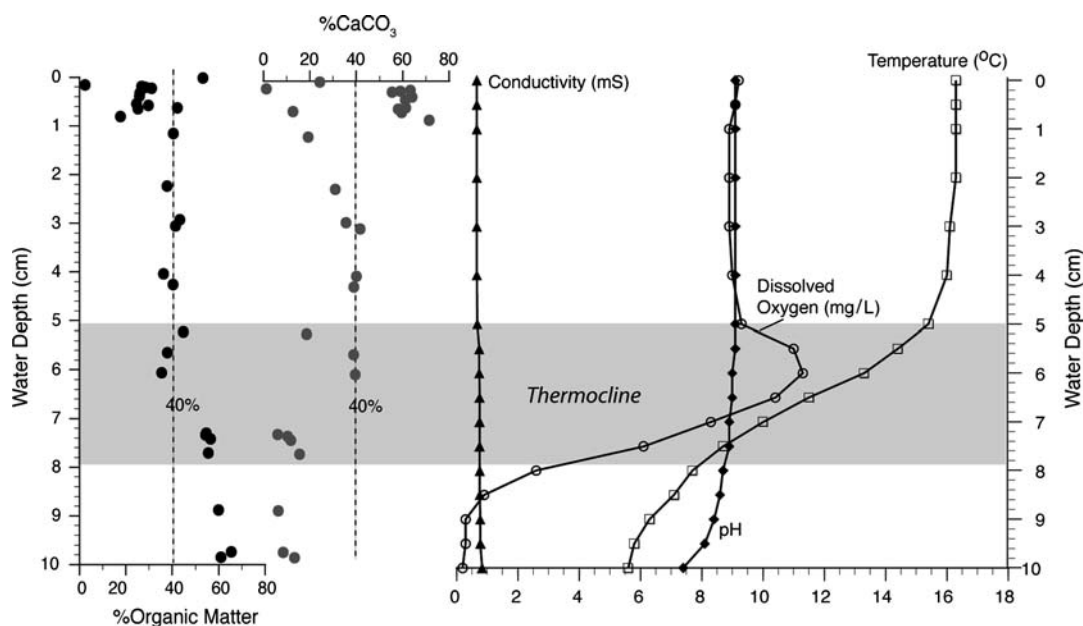 %CaCO3
0 20 40 60 80
Conductivity (mS)
Temperature (OC)
0
1
2
3
4
5
6
7
8
9
10
Water Depth (cm)
40%
40%
Thermocline
Dissolved
Oxygen (mg/L)
pH
0
1
2
3
4
5
6
7
8
9
10
Water Depth (cm)
0 20 40 60 80
%Organic Matter
0 2 4 6 8 10 12 14 16 18